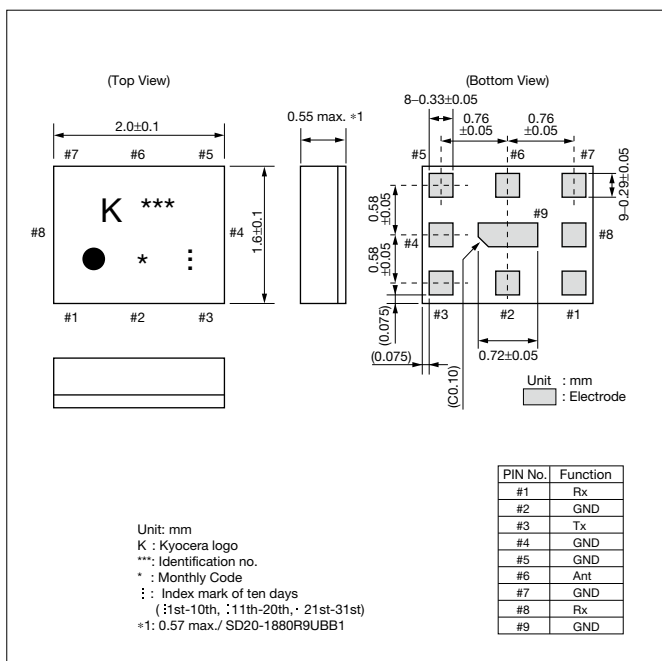 (Top View)
2.0±0.1
#7 #6 #5
K ***
#8
#4
*
#1 #2 #3
1.6±0.1
0.55 max. *1
(Bottom View)
8–0.33±0.05
0.76 ±0.05
0.76 ±0.05
#5 #6 #7
9–0.29±0.05
0.58 ±0.05
#9
#4
#8
0.58 ±0.05
#3 #2 #1
(0.075)
(0.075)
(C0.10)
0.72±0.05
Unit : mm
: Electrode
PIN No. Function
#1 Rx
#2 GND
#3 Tx
#4 GND
#5 GND
#6 Ant
#7 GND
#8 Rx
#9 GND
Unit: mm
K : Kyocera logo
***: Identification no.
* : Monthly Code
⋮ : Index mark of ten days
(⋮1st-10th, :11th-20th, · 21st-31st)
*1: 0.57 max./ SD20-1880R9UBB1